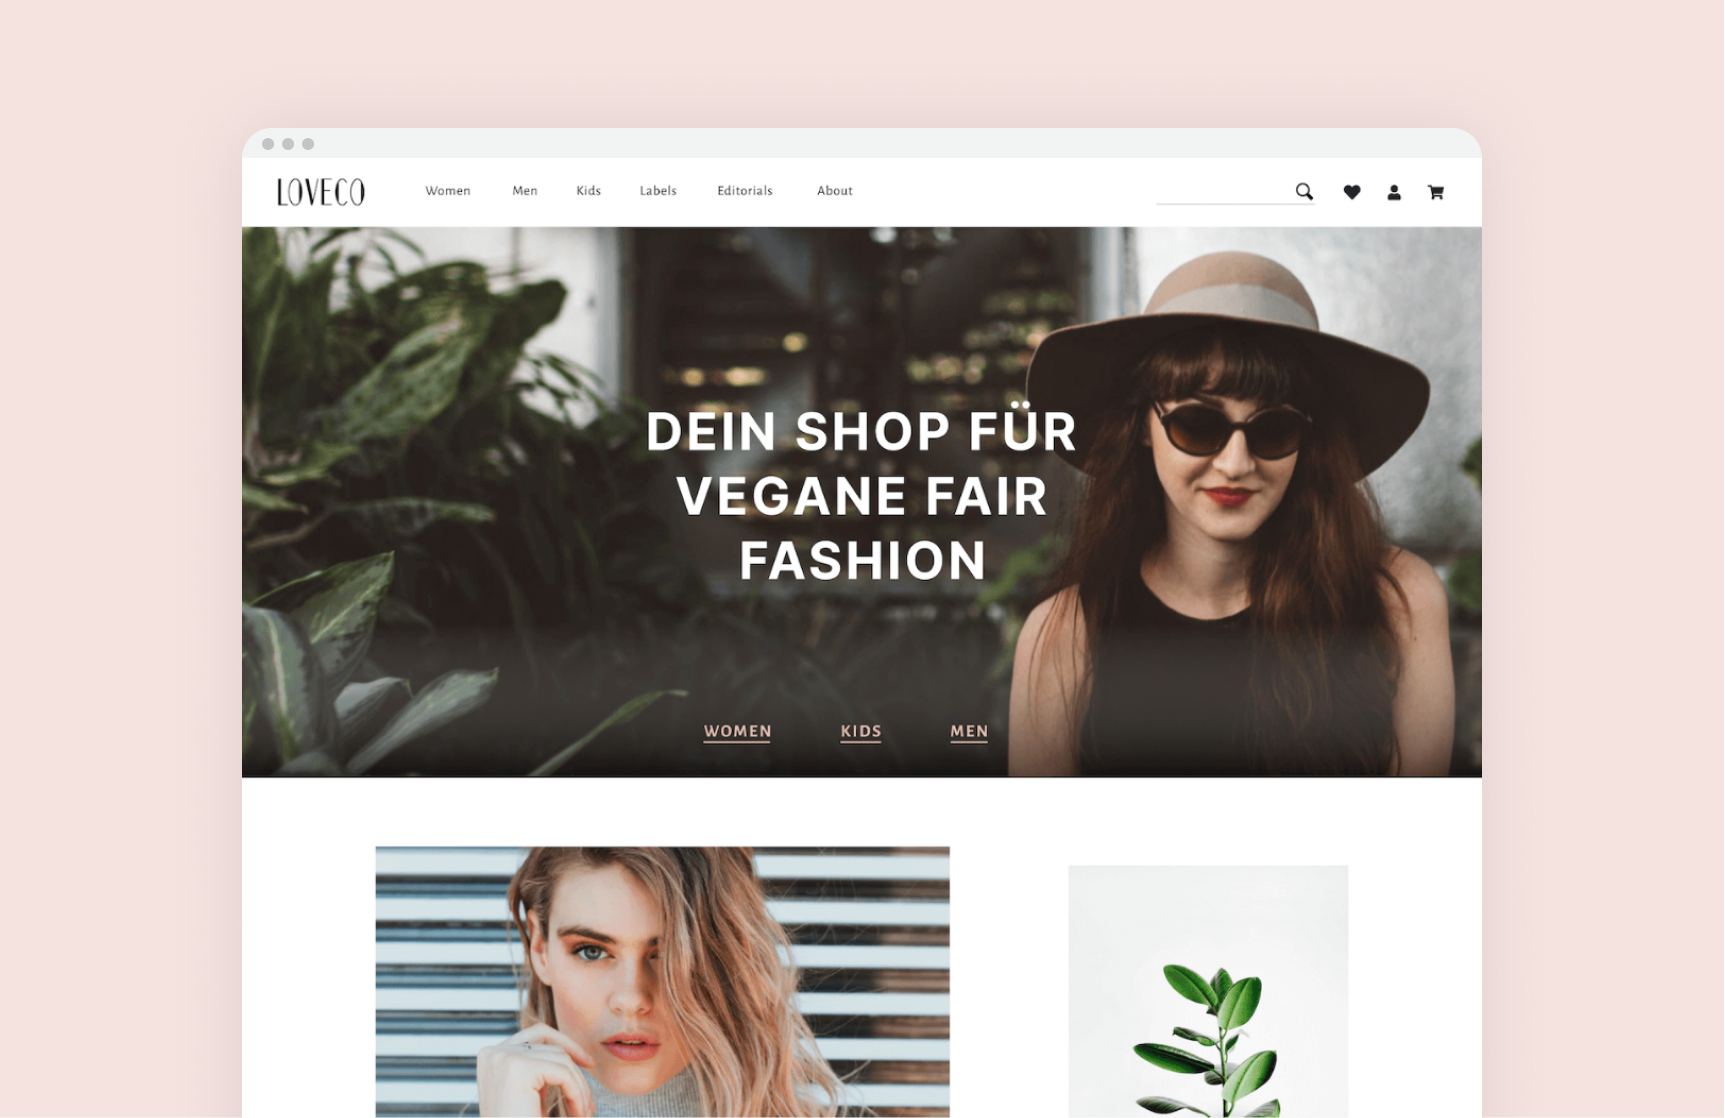 LOVECO
Women Men Kids Labels Editorials About
DEIN SHOP FÜR
VEGANE FAIR
FASHION
WOMEN KIDS MEN